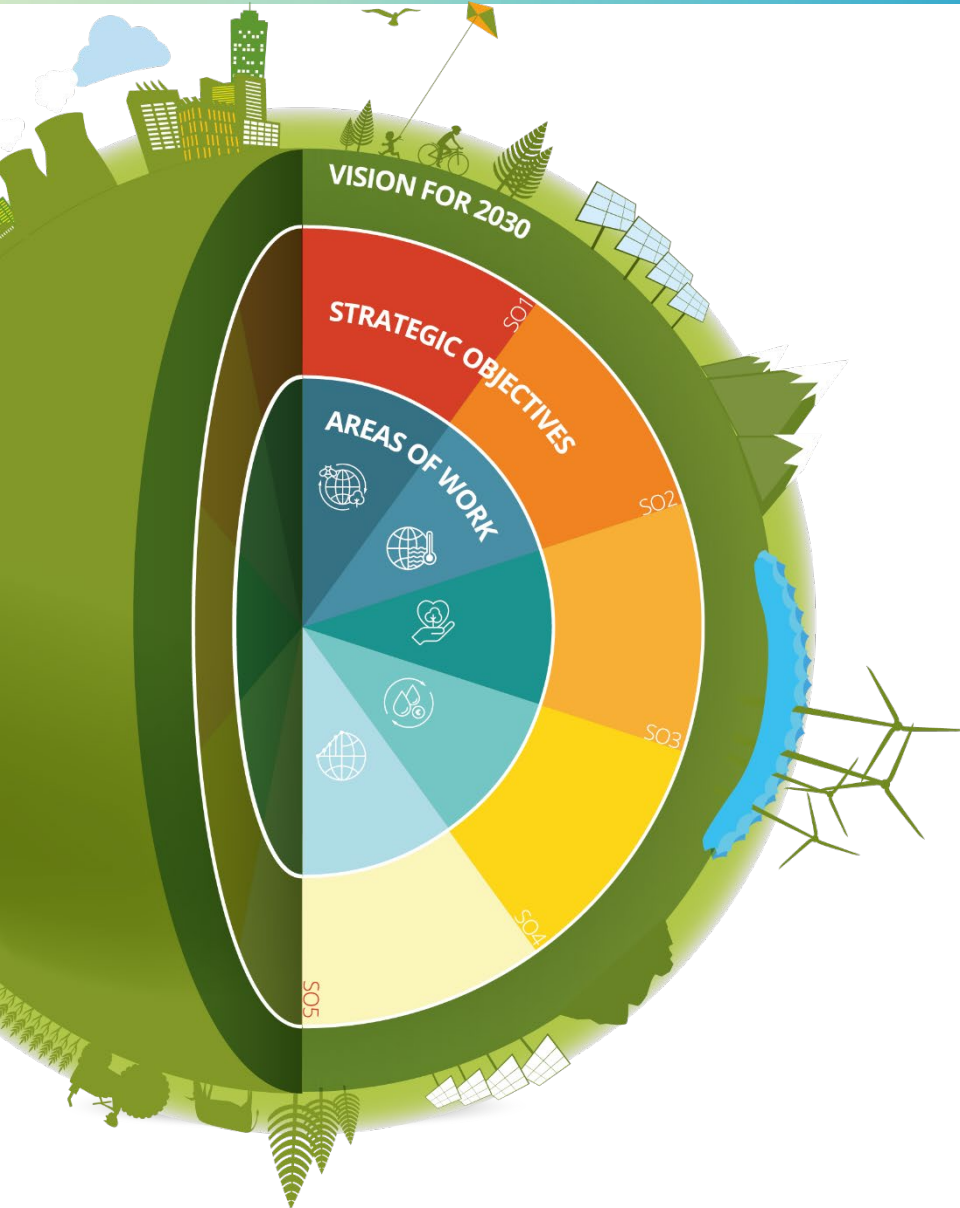 VISION FOR 2030
STRATEGIC OBJECTIVES
AREAS OF WORK
SO1
SO2
SO3
SO4
SO5